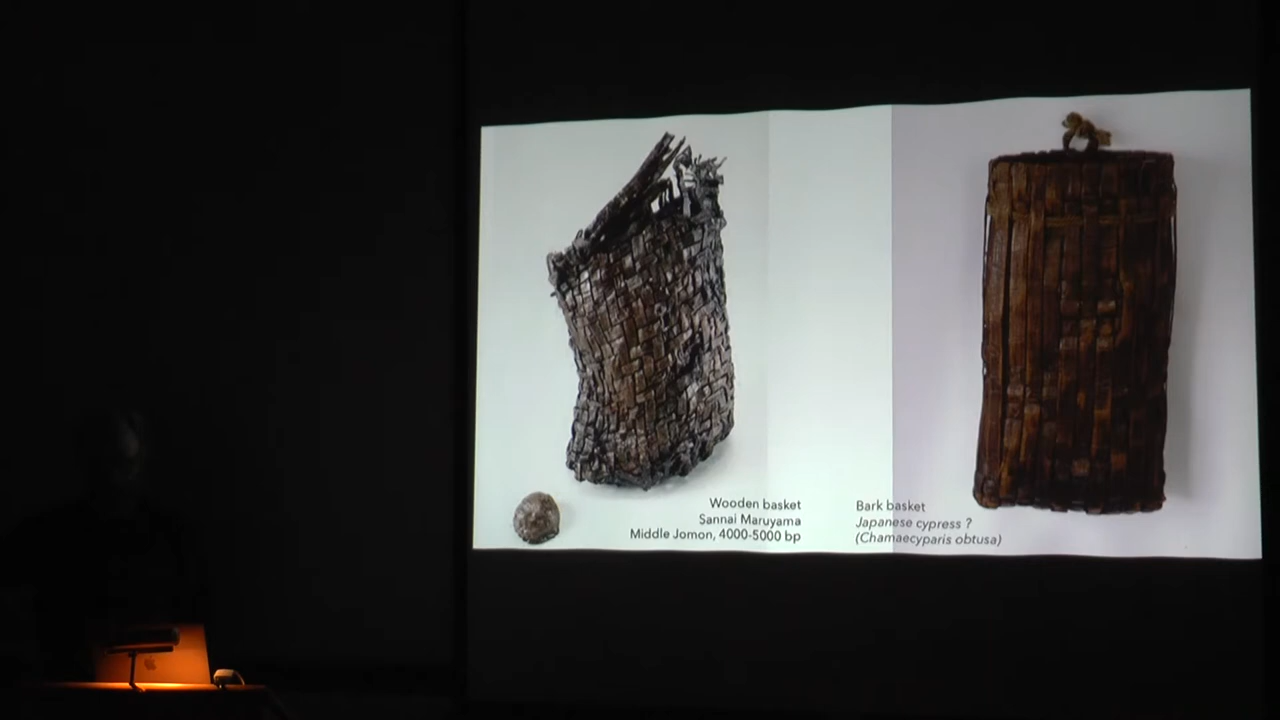 Wooden basket
Sannai Maruyama
Middle Jomon, 4000-5000 bp
Bark basket
Japanese cypress ?
(Chamaecyparis obtusa)